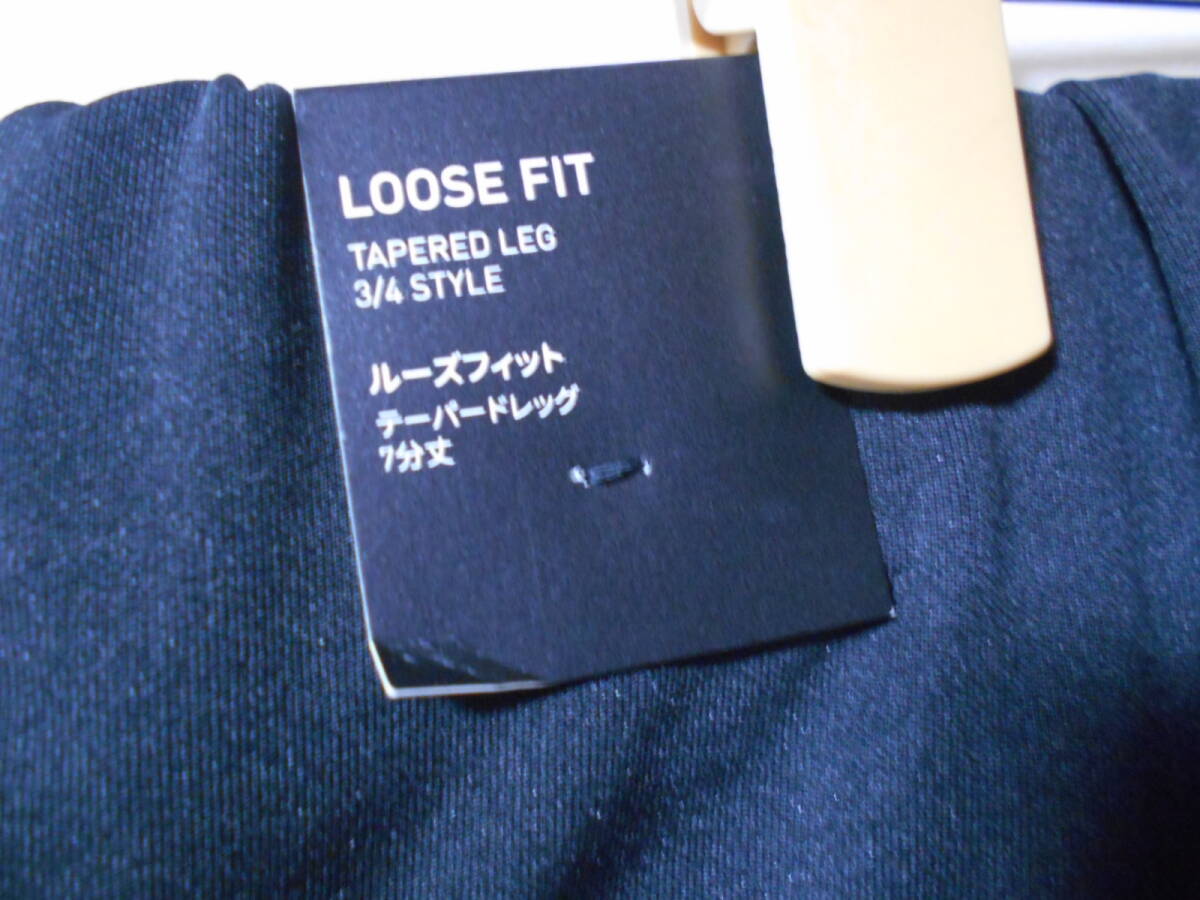 LOOSE FIT
TAPERED LEG
3/4 STYLE
ルーズフィット
テーパードレッグ
7分丈